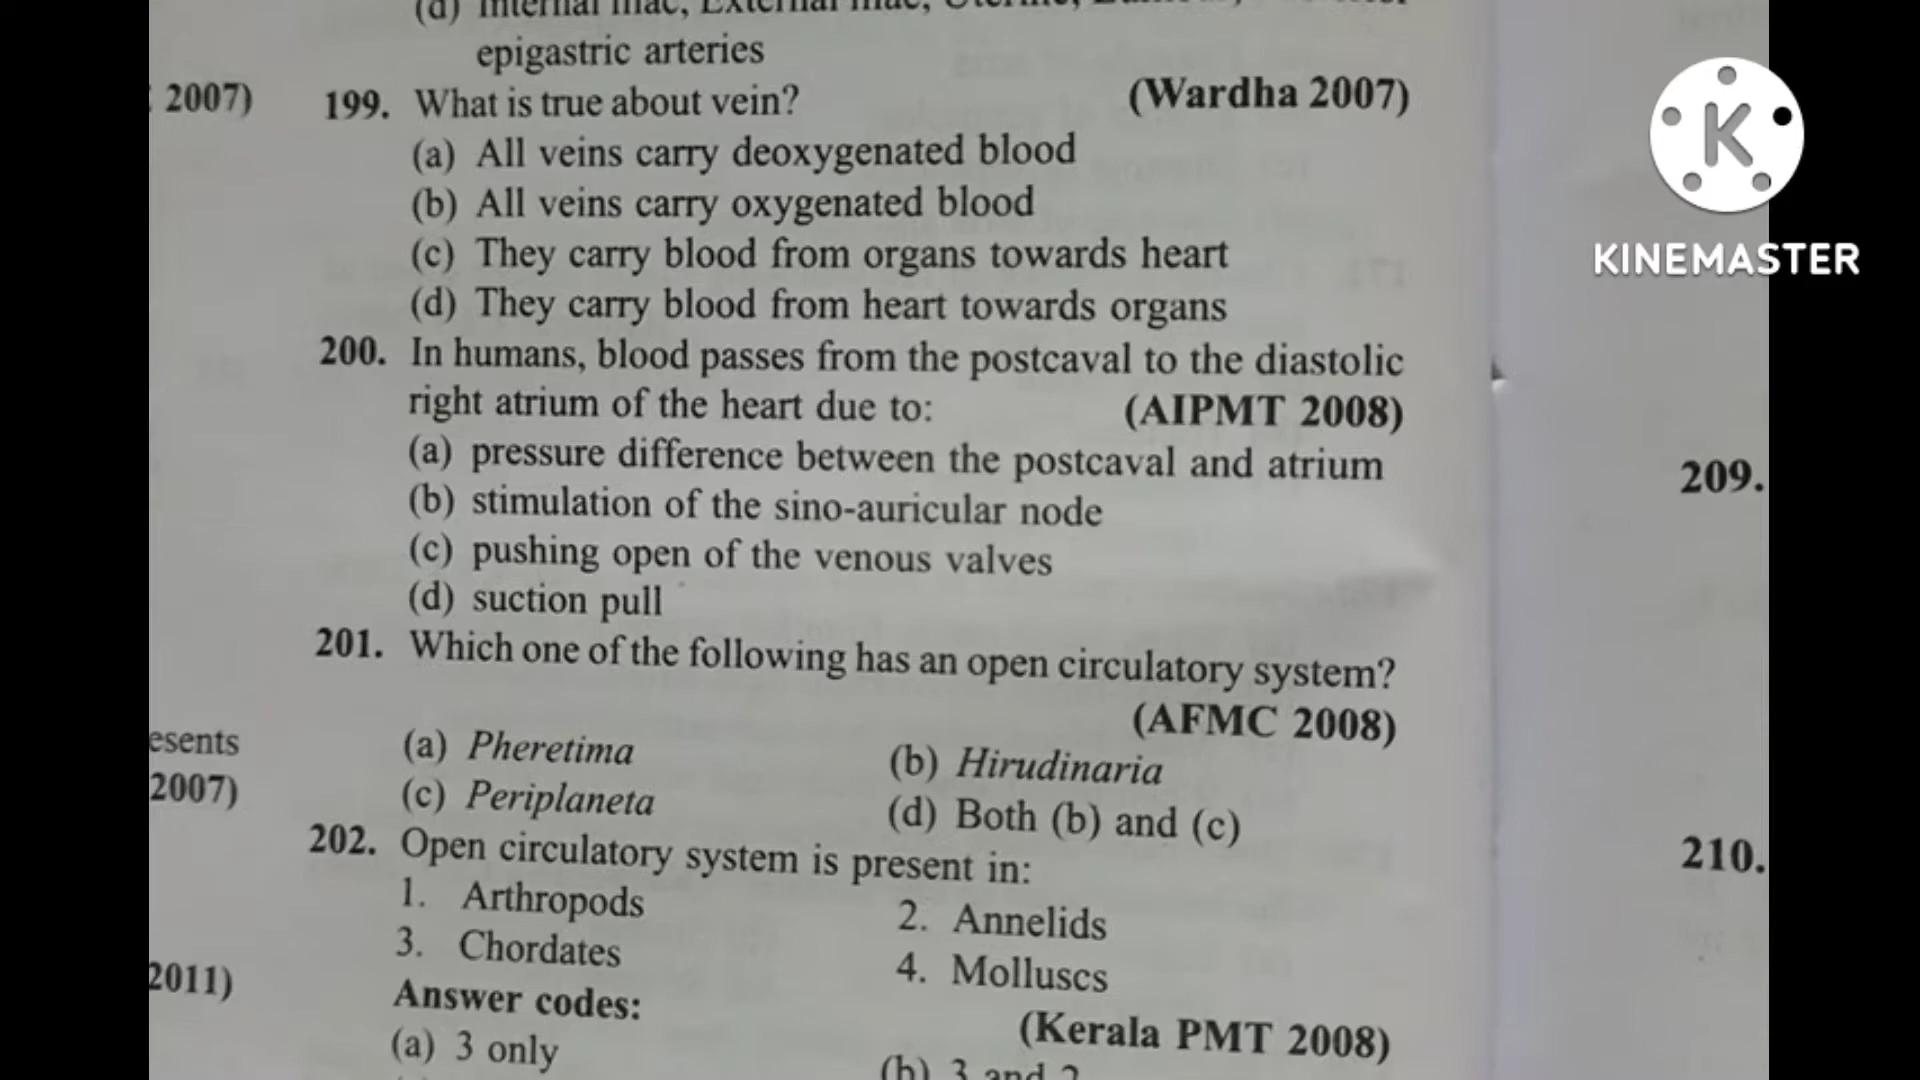 epigastric arteries
2007)
199. What is true about vein? (Wardha 2007)
(a) All veins carry deoxygenated blood
(b) All veins carry oxygenated blood
(c) They carry blood from organs towards heart
(d) They carry blood from heart towards organs
200. In humans, blood passes from the postcaval to the diastolic
right atrium of the heart due to: (AIPMT 2008)
(a) pressure difference between the postcaval and atrium
(b) stimulation of the sino-auricular node
(c) pushing open of the venous valves
(d) suction pull
201. Which one of the following has an open circulatory system?
(AFMC 2008)
(a) Pheretima (b) Hirudinaria
(c) Periplaneta (d) Both (b) and (c)
202. Open circulatory system is present in:
1. Arthropods 2. Annelids
3. Chordates 4. Molluscs
Answer codes: (Kerala PMT 2008)
(a) 3 only
esents
2007)
2011)
209.
210.
K
KINEMASTER